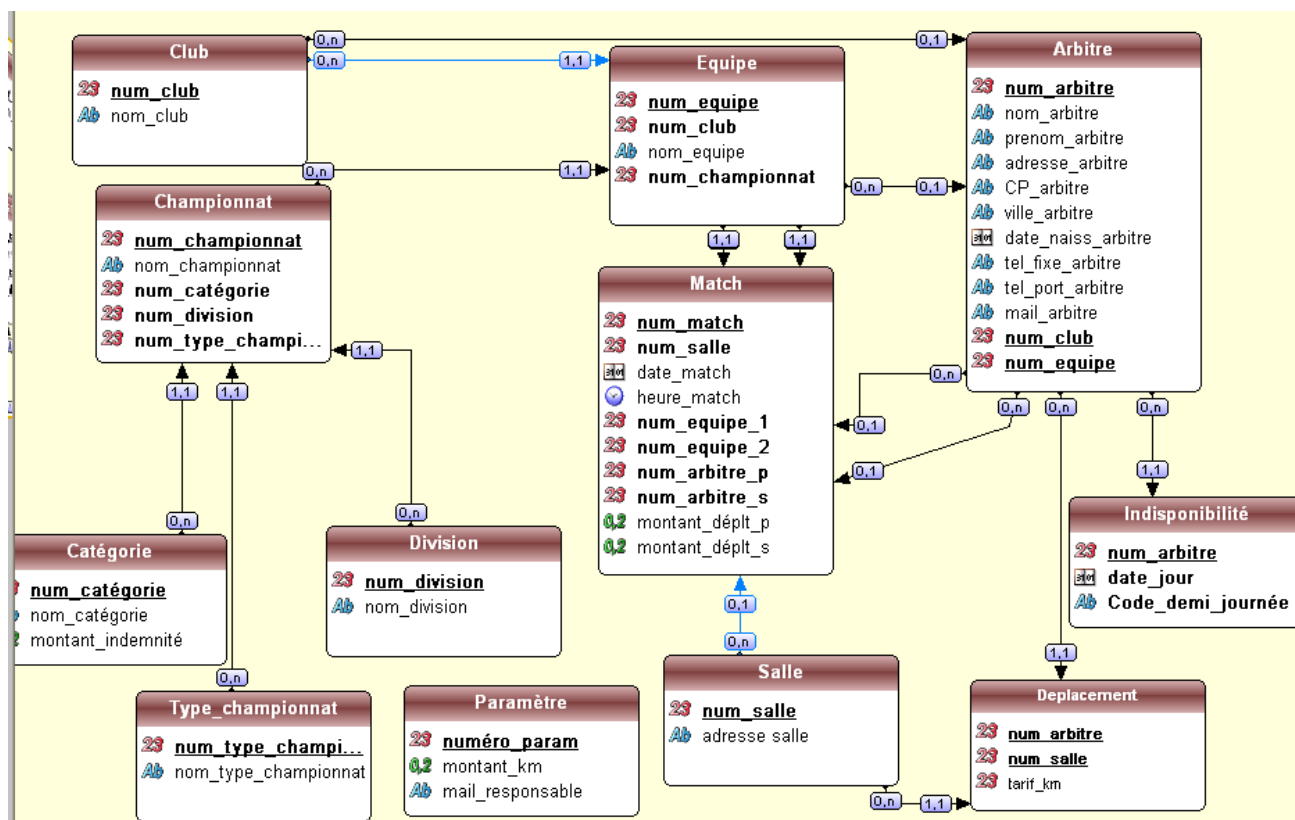 Club
num_club
nom_club
0,n
0,1
0,n
1,1
Equipe
num_equipe
num_club
nom_equipe
num_championnat
Arbitre
num_arbitre
nom_arbitre
prenom_arbitre
adresse_arbitre
CP_arbitre
ville_arbitre
date_naiss_arbitre
tel_fixe_arbitre
tel_port_arbitre
mail_arbitre
num_club
num_equipe
0,n
1,1
0,n
0,1
Championnat
num_championnat
nom_championnat
num_catégorie
num_division
num_type_champi...
1,1
1,1
1,1
1,1
1,1
Match
num_match
num_salle
date_match
heure_match
num_equipe_1
num_equipe_2
num_arbitre_p
num_arbitre_s
montant_déplt_p
montant_déplt_s
0,n
0,1
0,n
0,1
0,n
0,n
1,1
1,1
Indisponibilité
num_arbitre
date_jour
Code_demi_journée
0,n
0,n
Catégorie
num_catégorie
nom_catégorie
montant_indemnité
Division
num_division
nom_division
0,1
0,n
0,n
Type_championnat
num_type_champi...
nom_type_championnat
Paramètre
numéro_param
montant_km
mail_responsable
Salle
num_salle
adresse salle
0,n
1,1
Deplacement
num_arbitre
num_salle
tarif_km